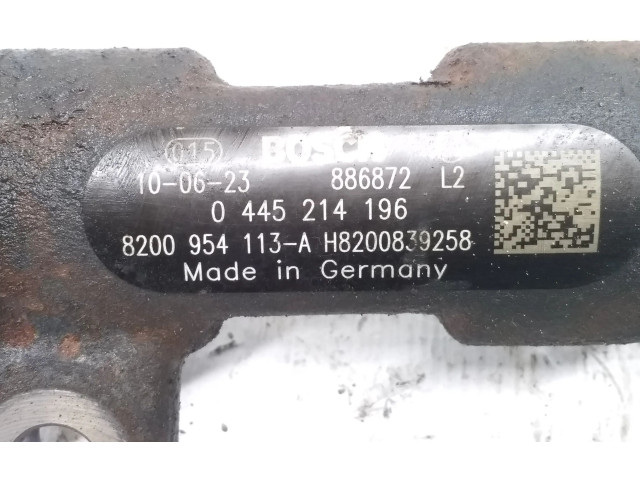 015 BOSCH
10-06-23 886872 L2
0 445 214 196
8200 954 113-A H8200839258
Made in Germany